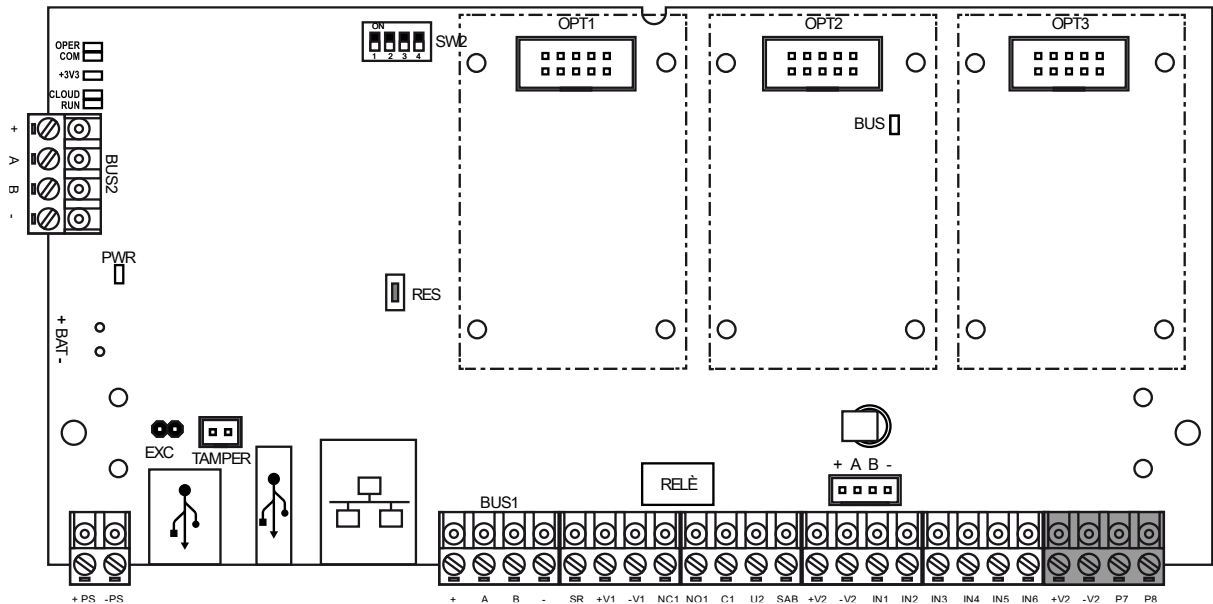 OPT1
OPT2
OPT3
ON
1 2 3 4
SW2
OPER
COM
+3V3
CLOUD
RUN
+
A
B
-
BUS2
BUS
PWR
RES
+ BAT -
EXC
TAMPER
RELÈ
+ A B -
BUS1
+ PS -PS
+ A B - SR +V1 -V1 NC1 NO1 C1 U2 SAB +V2 -V2 IN1 IN2 IN3 IN4 IN5 IN6 +V2 -V2 P7 P8